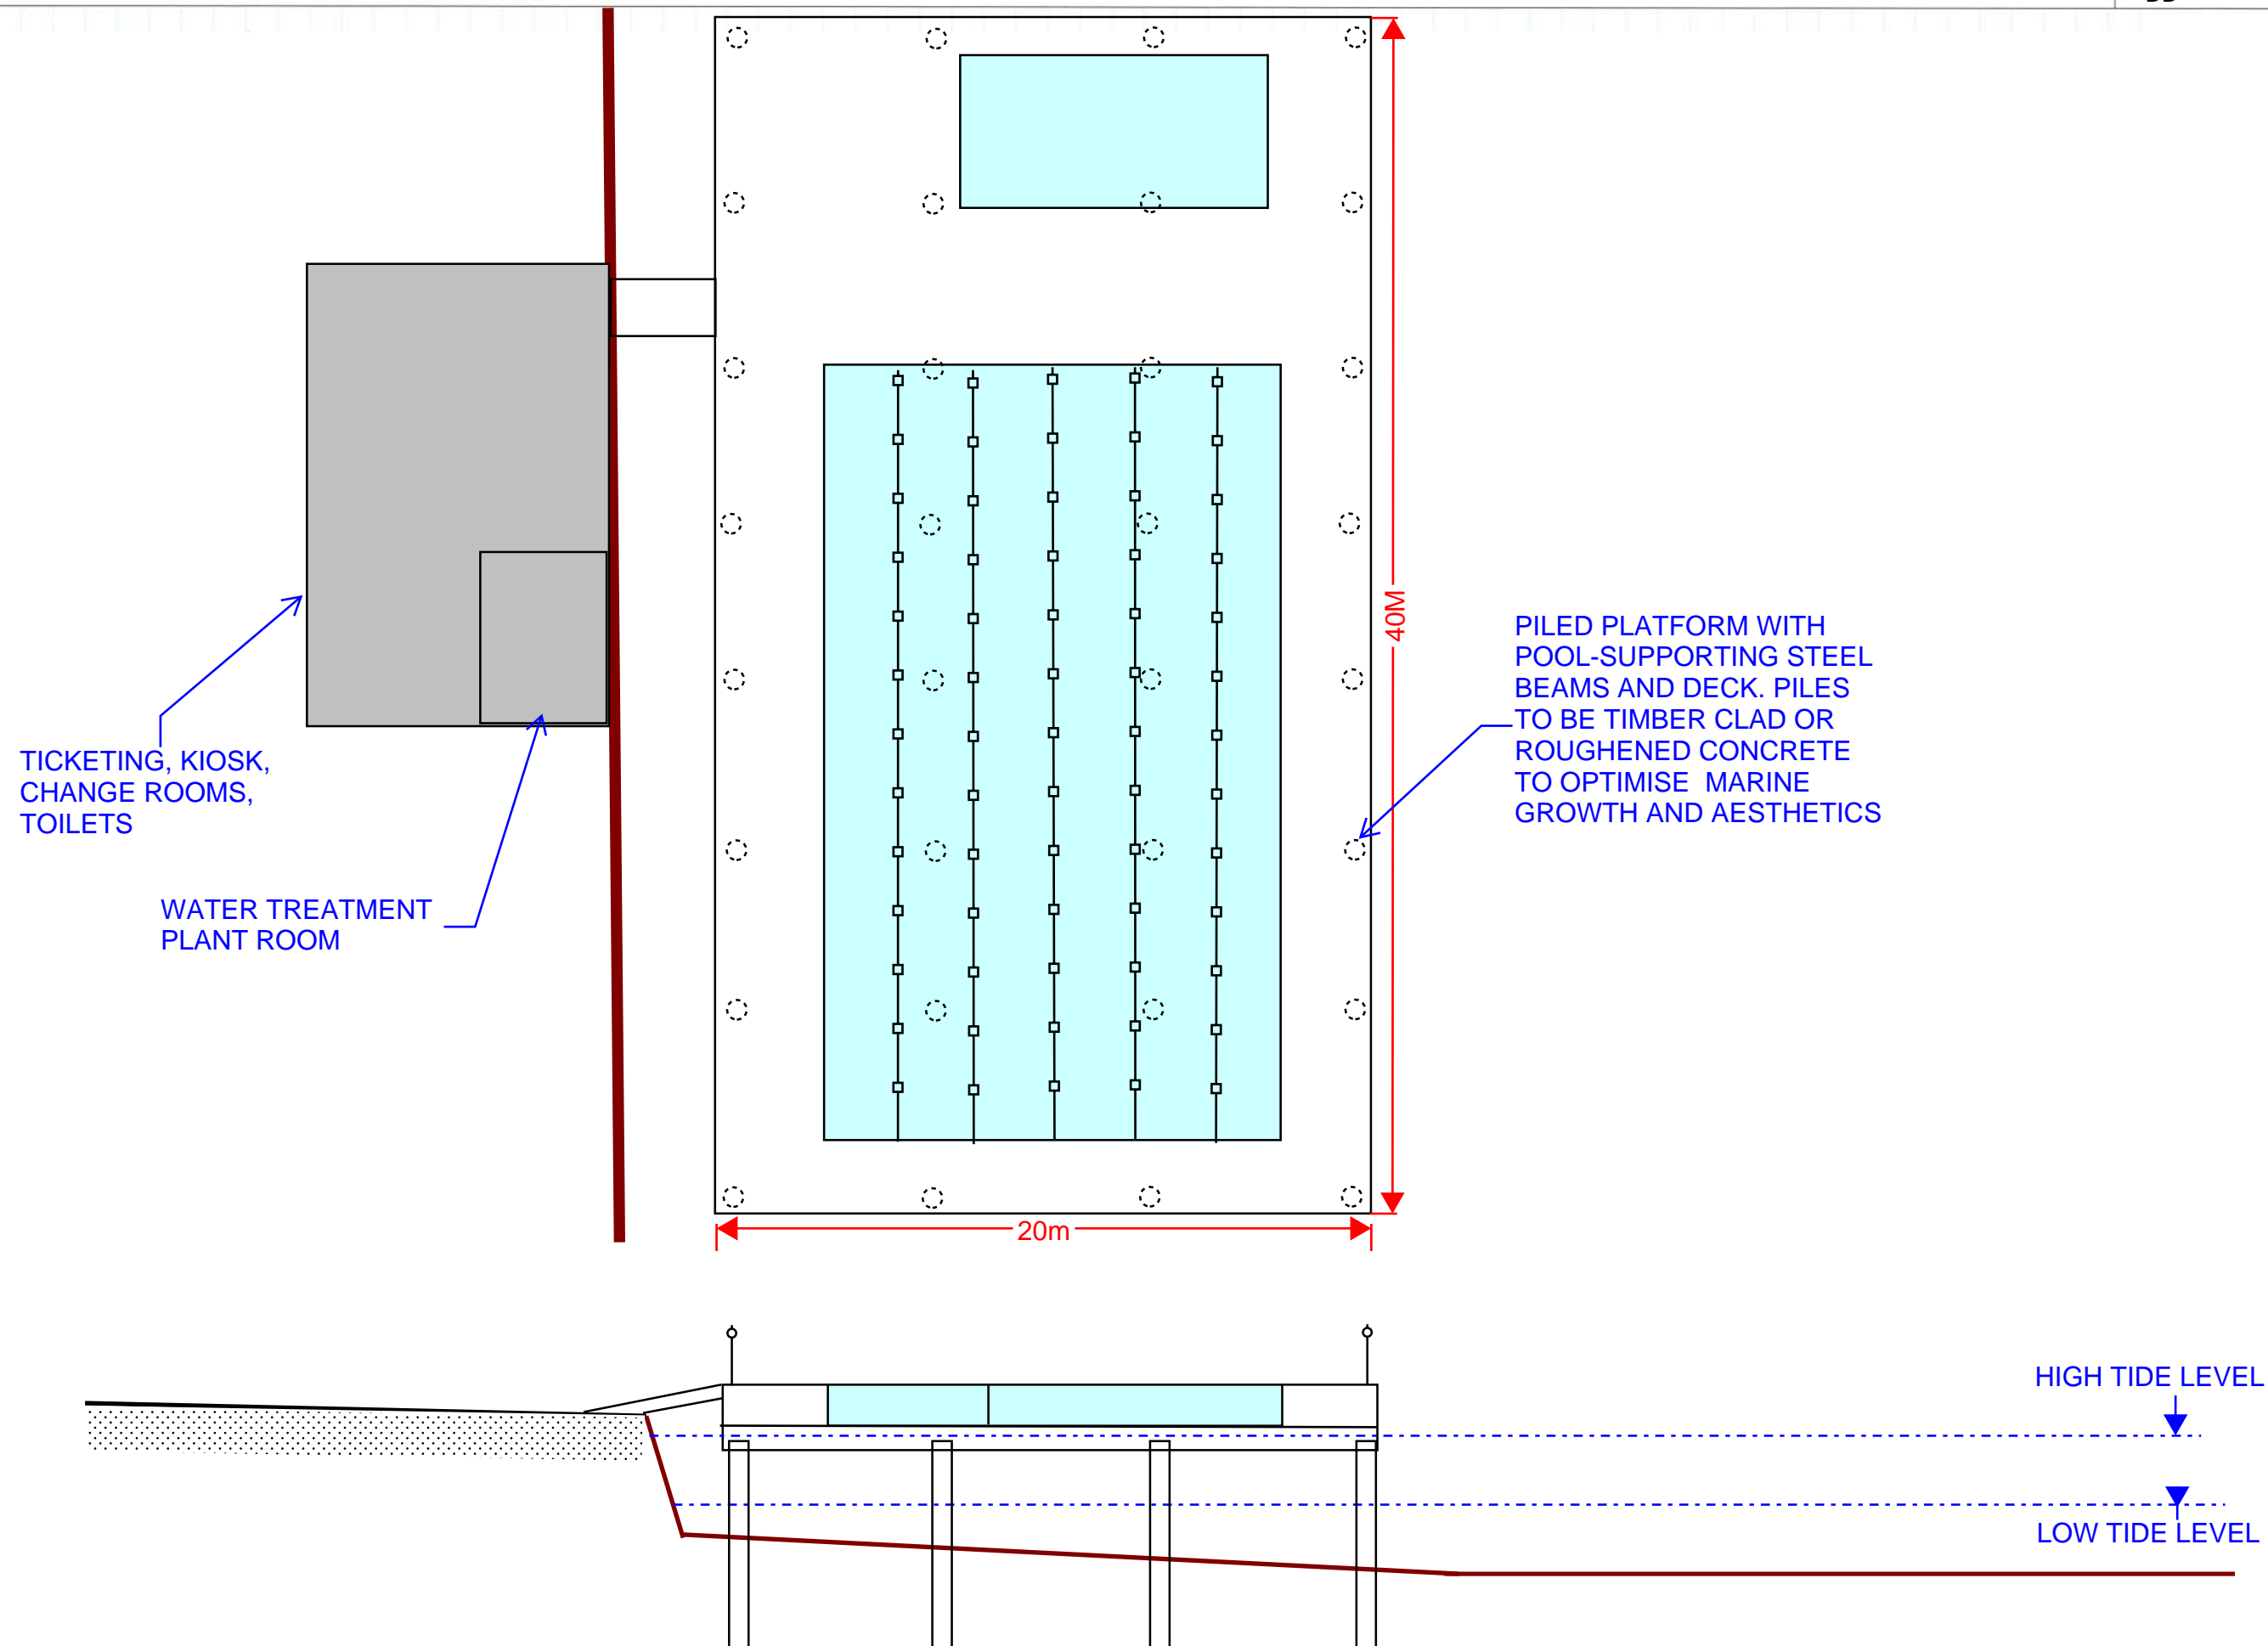 40M
PILED PLATFORM WITH
POOL-SUPPORTING STEEL
BEAMS AND DECK. PILES
TO BE TIMBER CLAD OR
ROUGHENED CONCRETE
TO OPTIMISE MARINE
GROWTH AND AESTHETICS
TICKETING, KIOSK,
CHANGE ROOMS,
TOILETS
WATER TREATMENT
PLANT ROOM
20m
HIGH TIDE LEVEL
LOW TIDE LEVEL